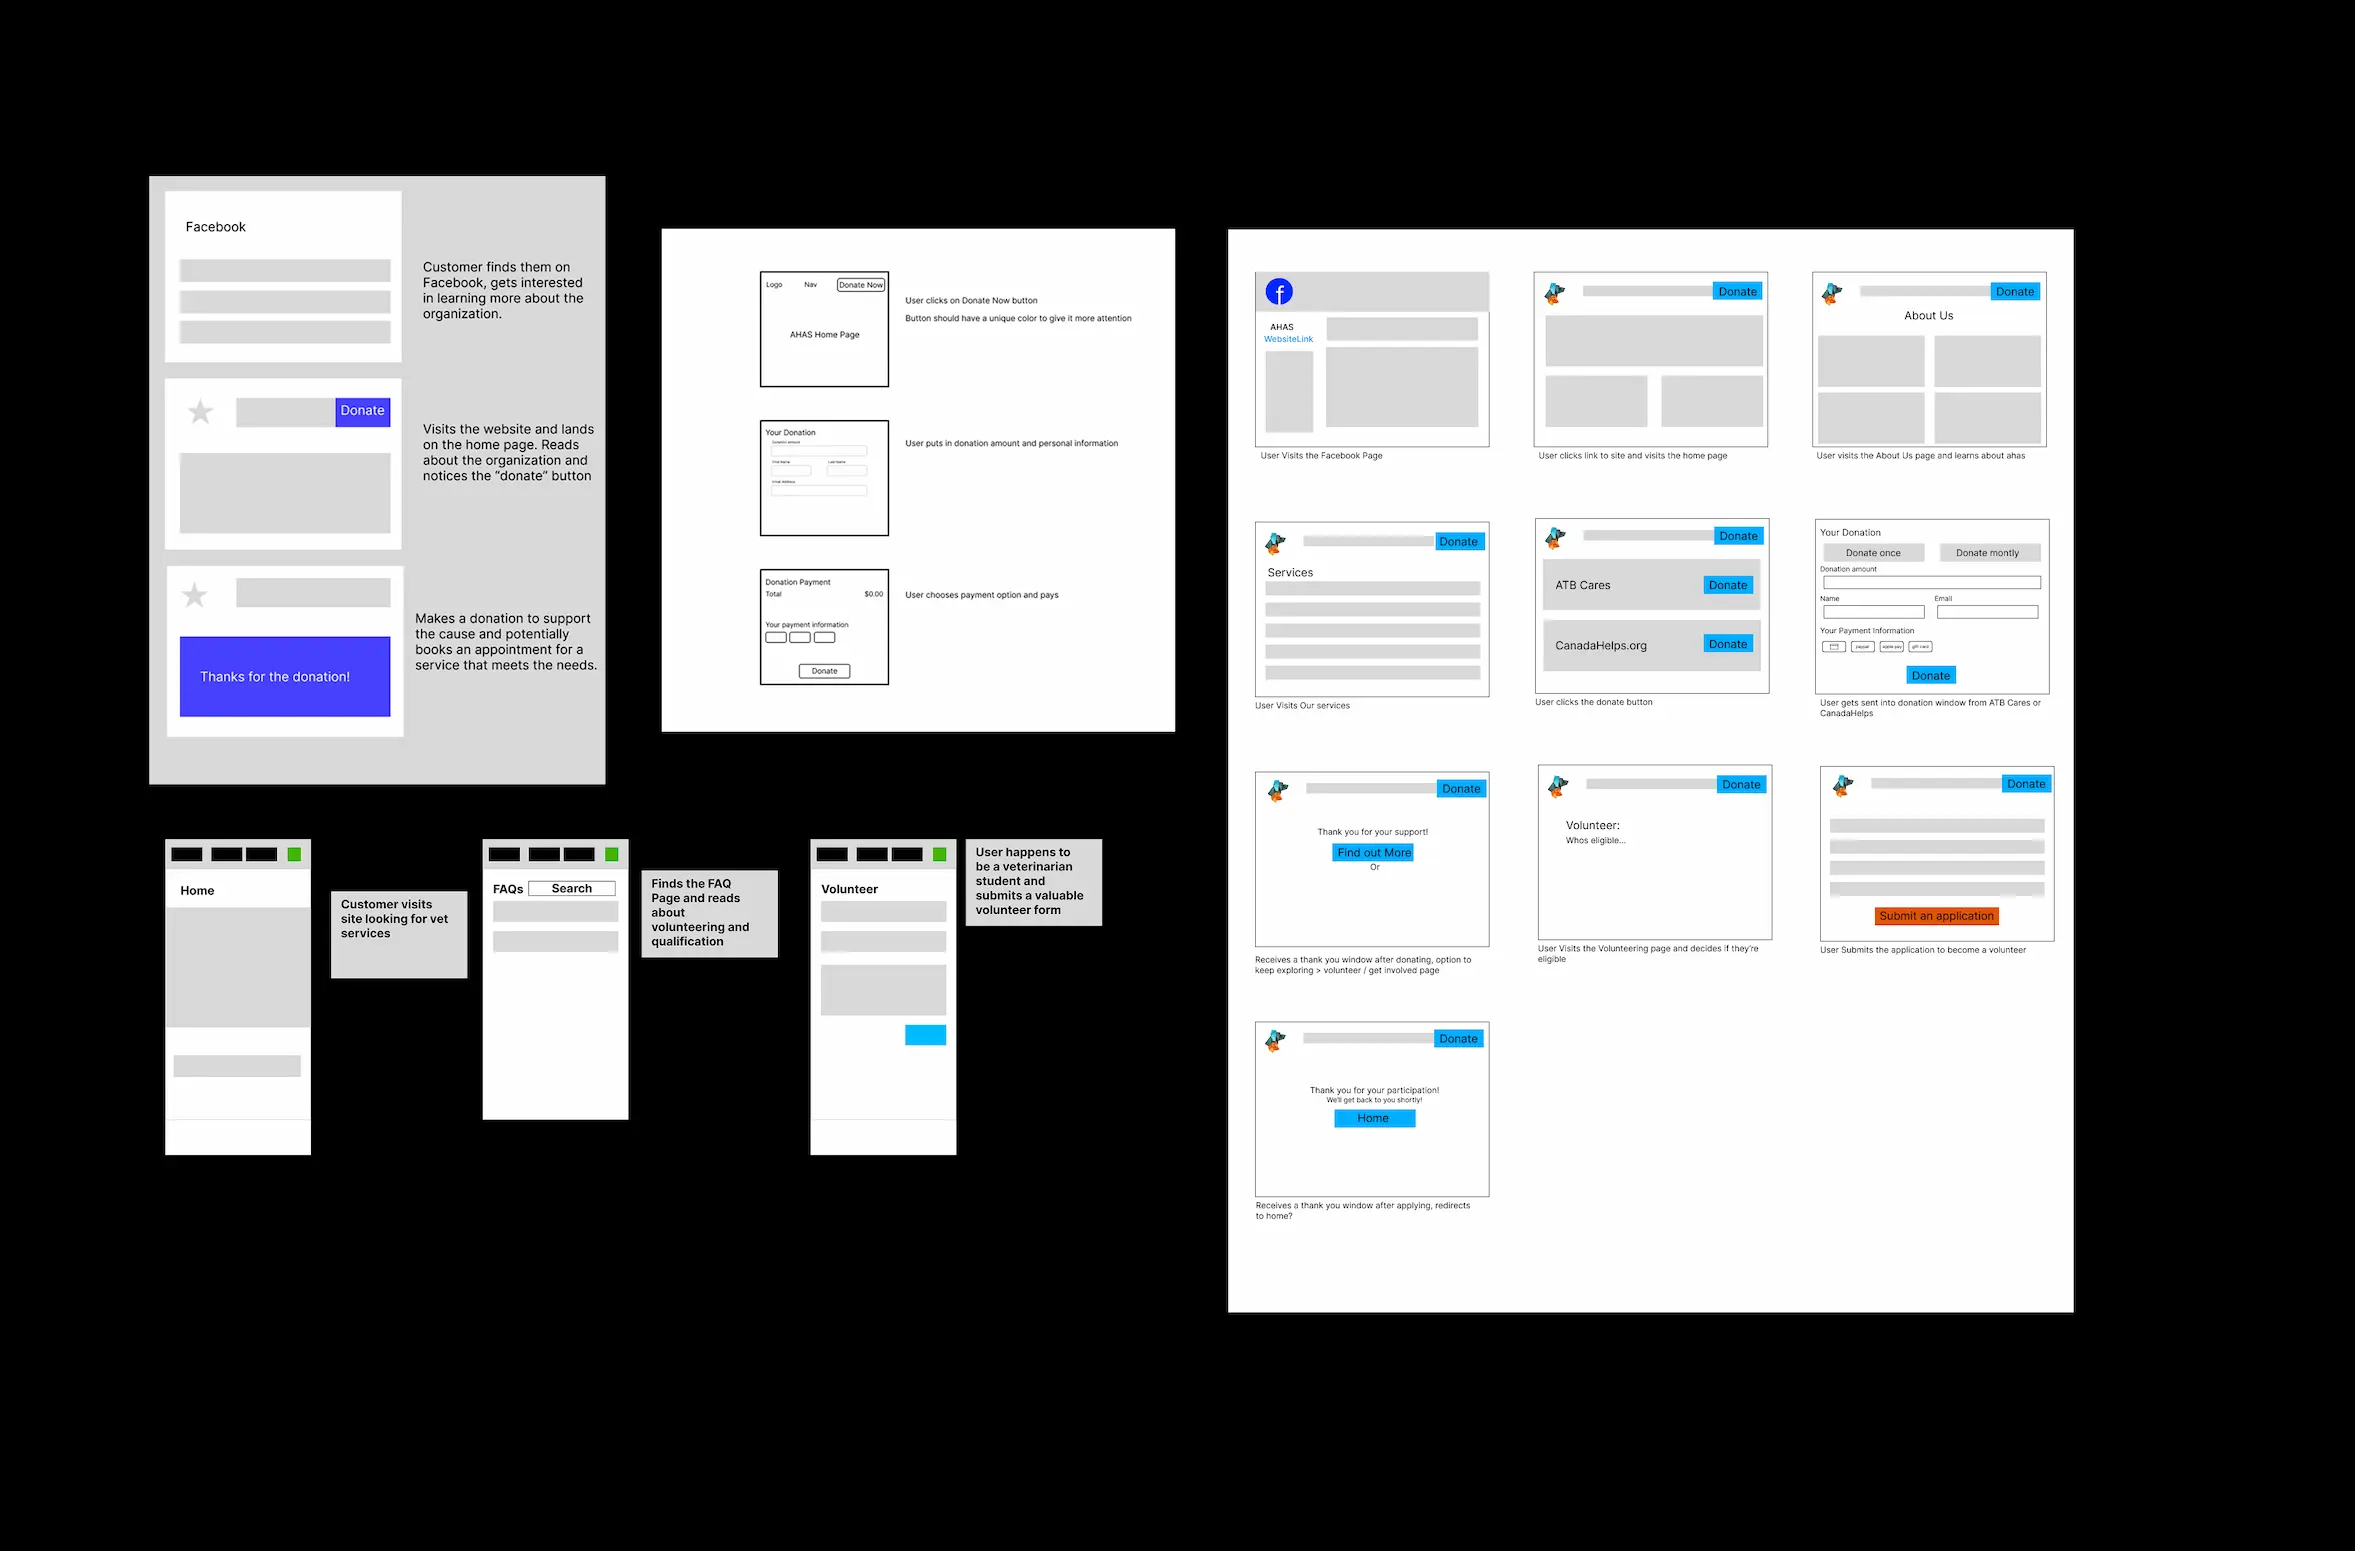 Facebook
Customer finds them on
Facebook, gets interested
in learning more about the
organization.
Donate
Visits the website and lands
on the home page. Reads
about the organization and
notices the “donate” button
Thanks for the donation!
Makes a donation to support
the cause and potentially
books an appointment for a
service that meets the needs.
Logo Nav Donate Now
AHAS Home Page
User clicks on Donate Now button
Button should have a unique color to give it more attention
Your Donation
Donation amount
First Name Last Name
Email Address
User puts in donation amount and personal information
Donation Payment
Total $0.00
Your payment information
Donate
User chooses payment option and pays
Home
Customer visits
site looking for vet
services
FAQs Search
Finds the FAQ
Page and reads
about
volunteering and
qualification
Volunteer
User happens to
be a veterinarian
student and
submits a valuable
volunteer form
f
AHAS
WebsiteLink
User Visits the Facebook Page
Donate
User clicks link to site and visits the home page
Donate
About Us
User visits the About Us page and learns about ahas
Donate
Services
User Visits Our services
Donate
ATB Cares Donate
CanadaHelps.org Donate
User clicks the donate button
Your Donation
Donate once Donate montly
Donation amount
Name Email
Your Payment Information
paypal apple pay gift card
Donate
User gets sent into donation window from ATB Cares or
CanadaHelps
Donate
Thank you for your support!
Find out More
Or
Receives a thank you window after donating, option to
keep exploring > volunteer / get involved page
Donate
Volunteer:
Whos eligible...
User Visits the Volunteering page and decides if they're
eligible
Donate
Submit an application
User Submits the application to become a volunteer
Donate
Thank you for your participation!
We'll get back to you shortly!
Home
Receives a thank you window after applying, redirects
to home?